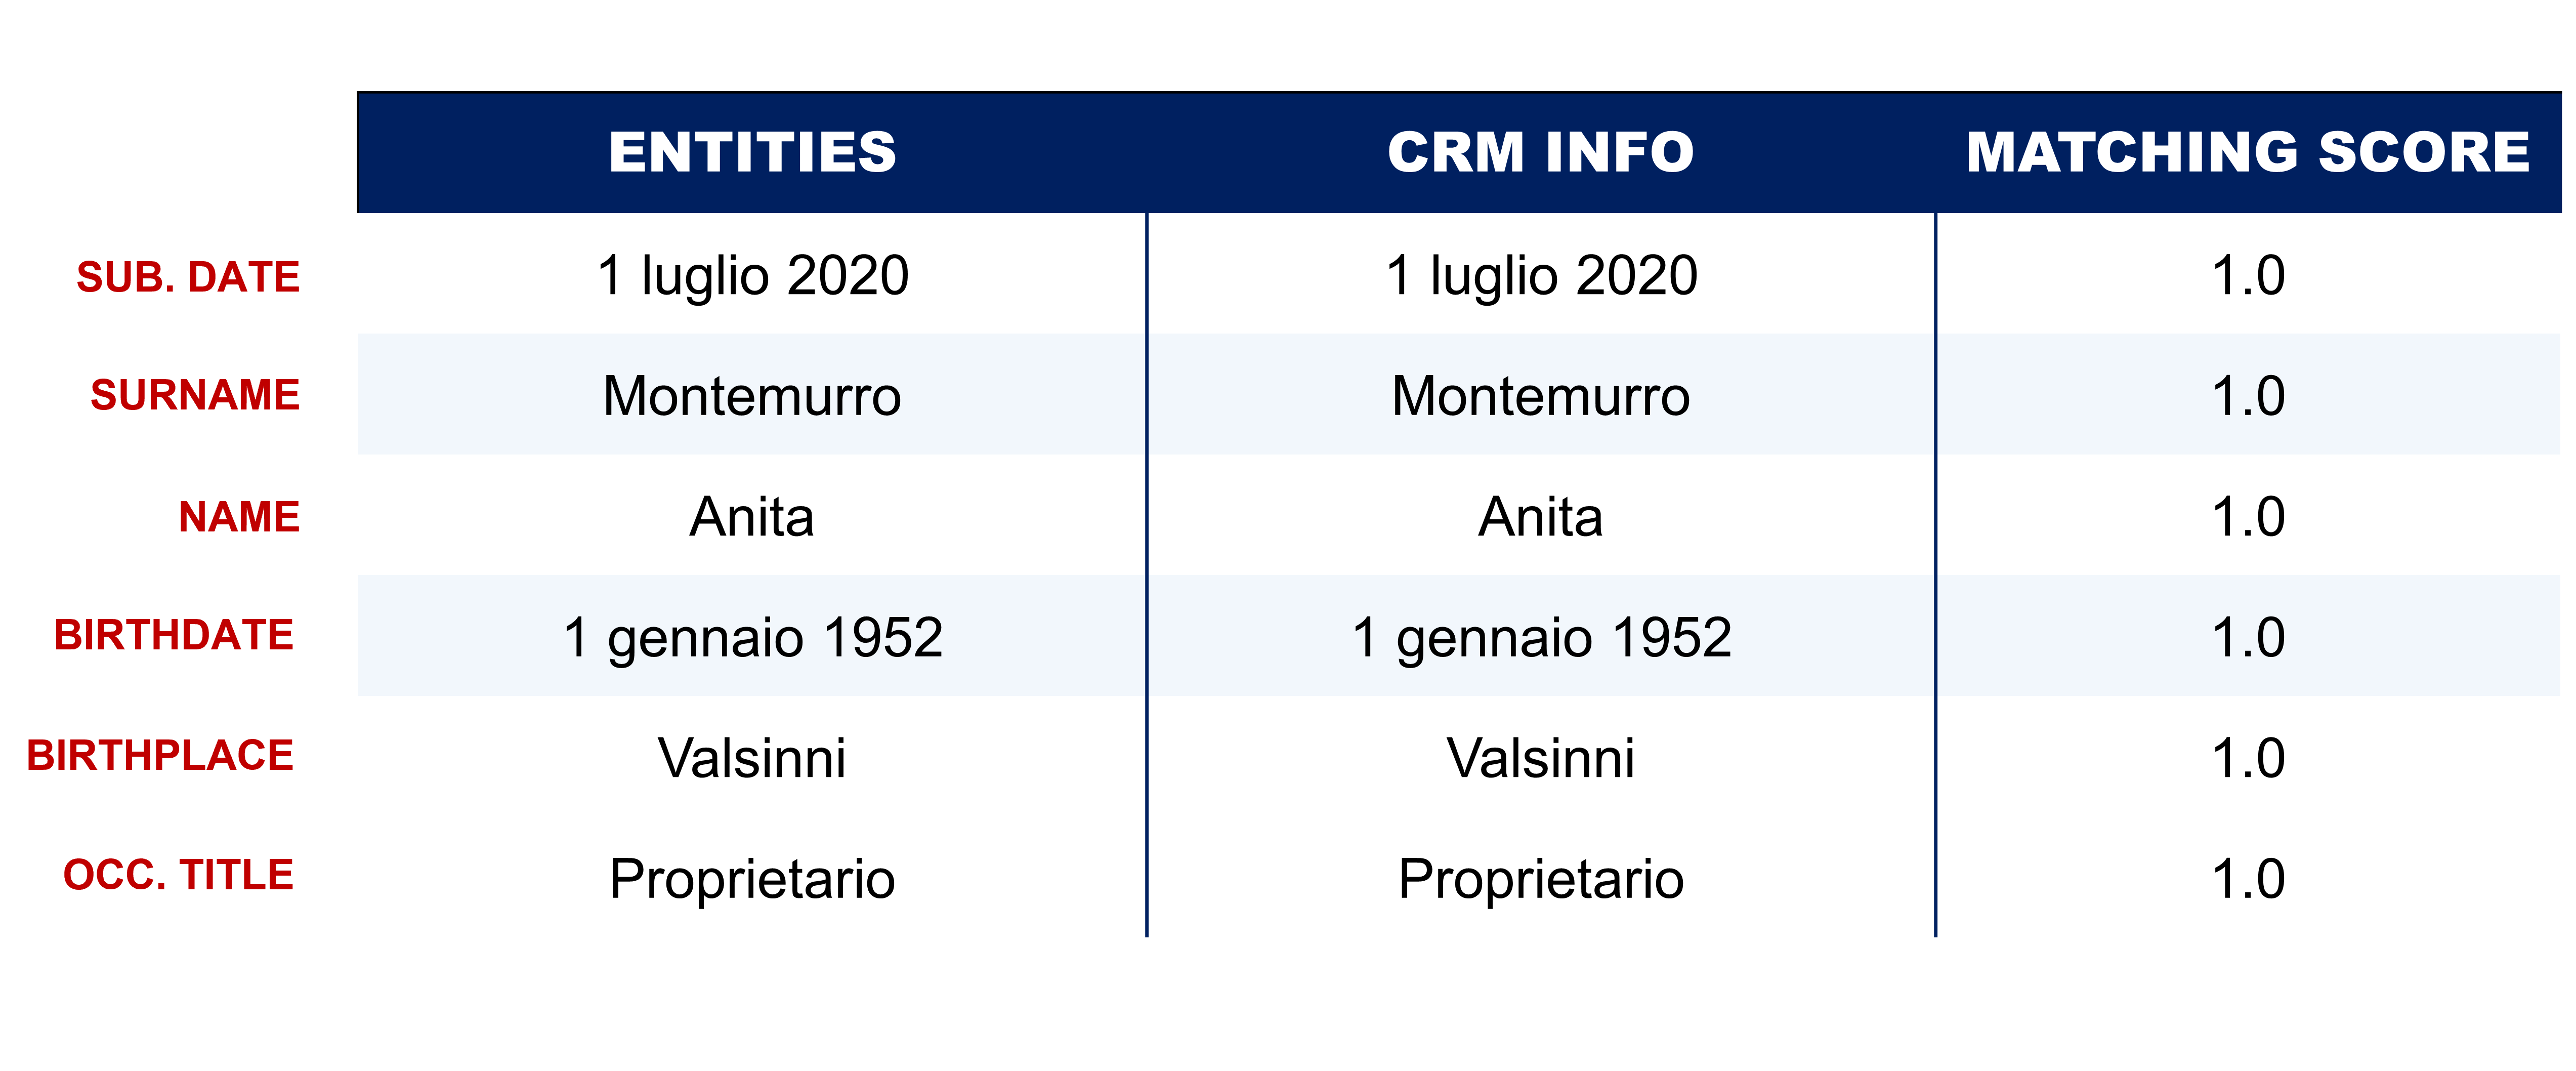 ENTITIES CRM INFO MATCHING SCORE
SUB. DATE 1 luglio 2020 1 luglio 2020 1.0
SURNAME Montemurro Montemurro 1.0
NAME Anita Anita 1.0
BIRTHDATE 1 gennaio 1952 1 gennaio 1952 1.0
BIRTHPLACE Valsinni Valsinni 1.0
OCC. TITLE Proprietario Proprietario 1.0